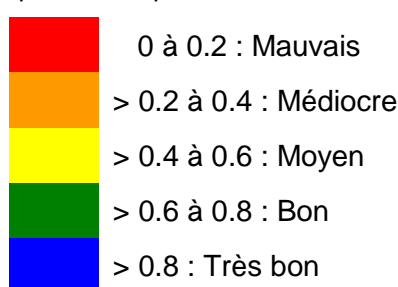 0 à 0.2 : Mauvais
> 0.2 à 0.4 : Médiocre
> 0.4 à 0.6 : Moyen
> 0.6 à 0.8 : Bon
> 0.8 : Très bon